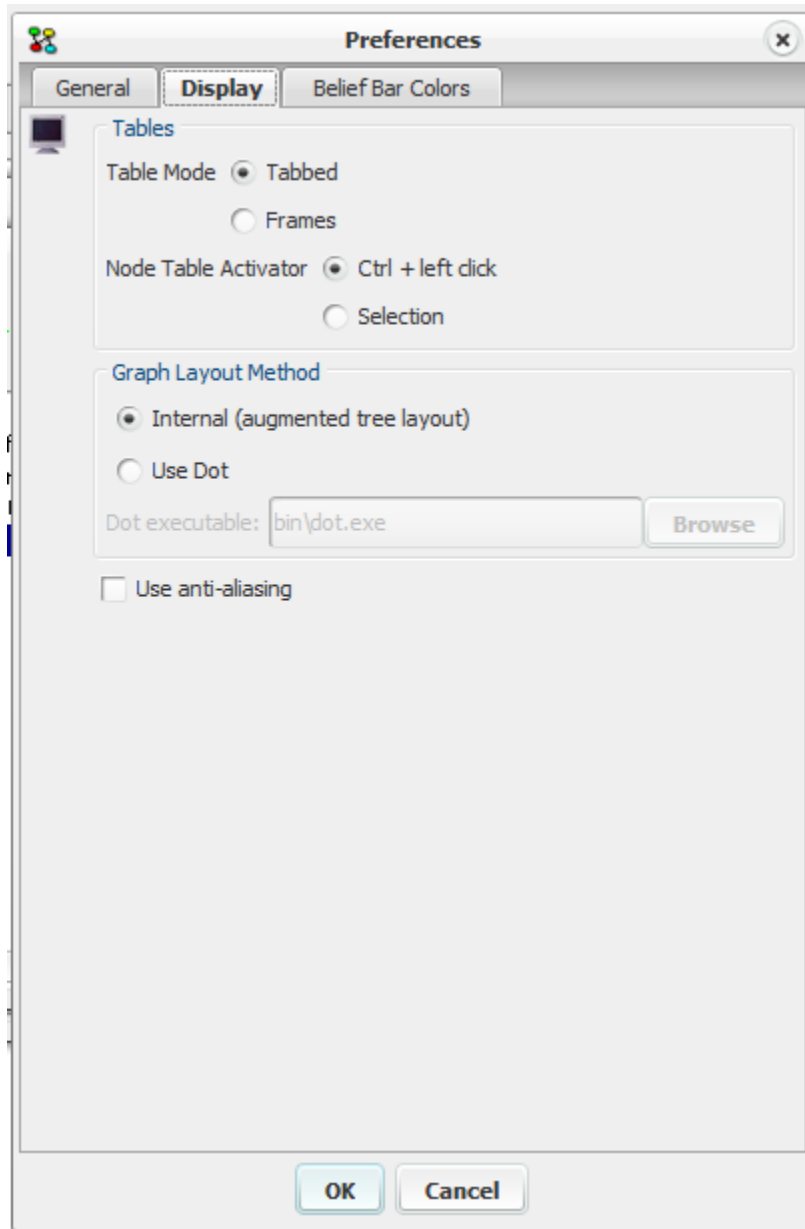 Preferences
General Display Belief Bar Colors
Tables
Table Mode Tabbed
Frames
Node Table Activator Ctrl + left click
Selection
Graph Layout Method
Internal (augmented tree layout)
Use Dot
Dot executable: bin\dot.exe Browse
Use anti-aliasing
OK Cancel